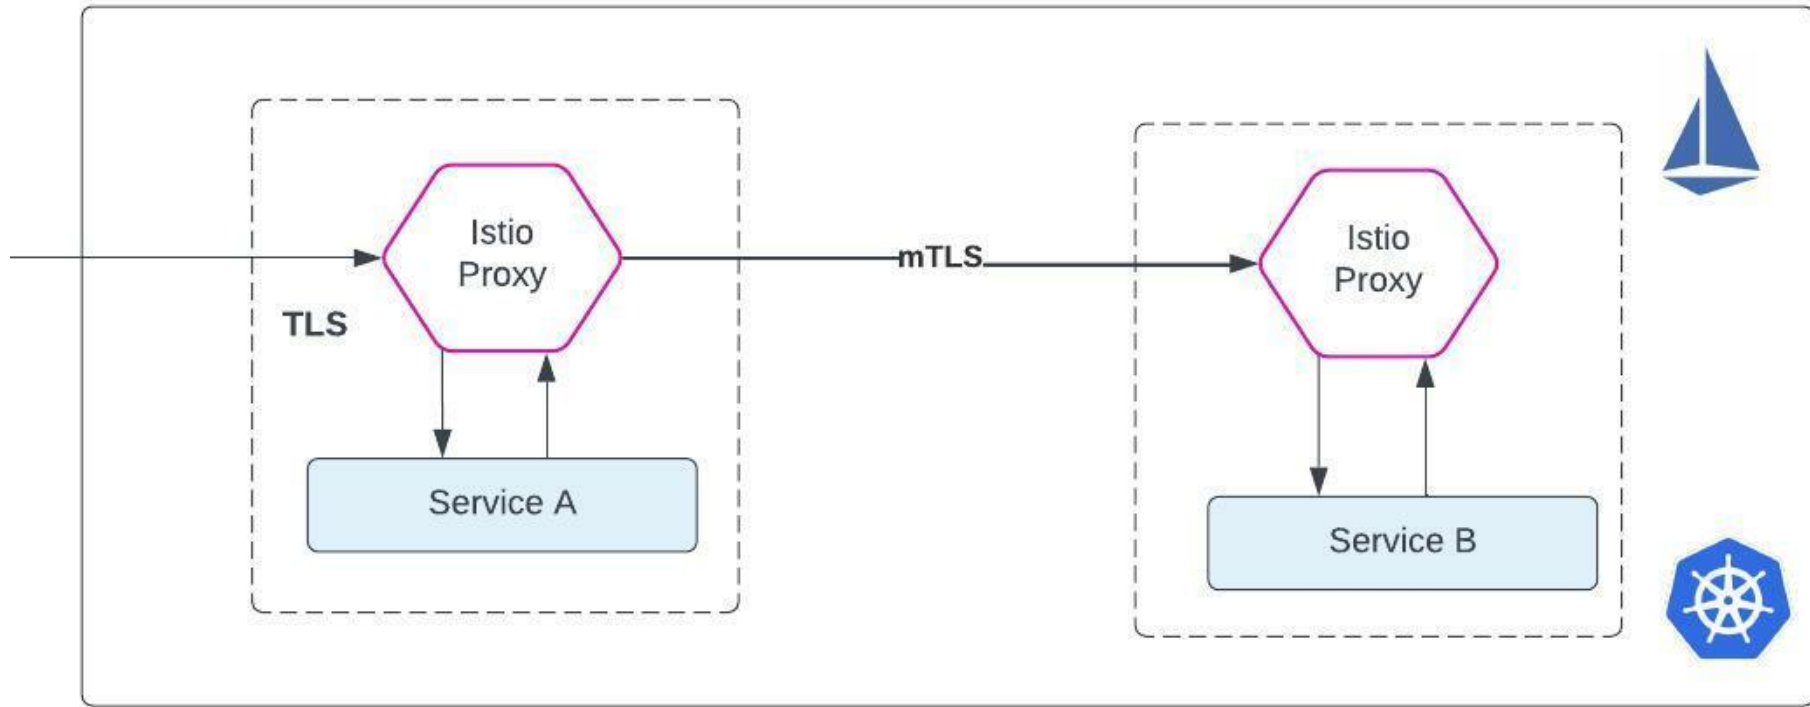 Istio
Proxy
TLS
mTLS
Istio
Proxy
Service A
Service B